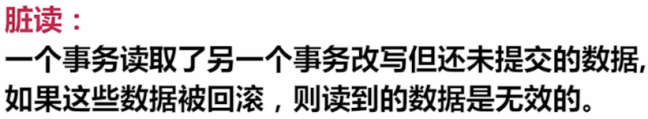 脏读：
一个事务读取了另一个事务改写但还未提交的数据,
如果这些数据被回滚，则读到的数据是无效的。